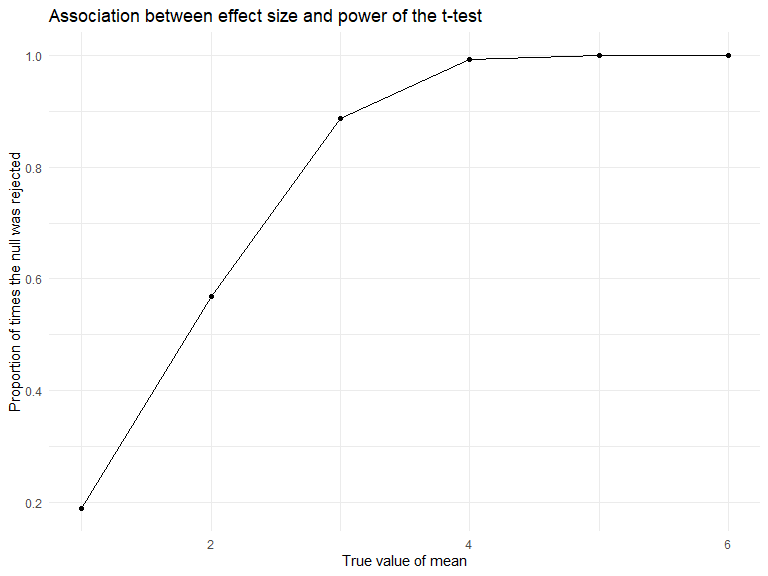 Association between effect size and power of the t-test
Proportion of times the null was rejected
1.0
0.8
0.6
0.4
0.2
2
4
6
True value of mean